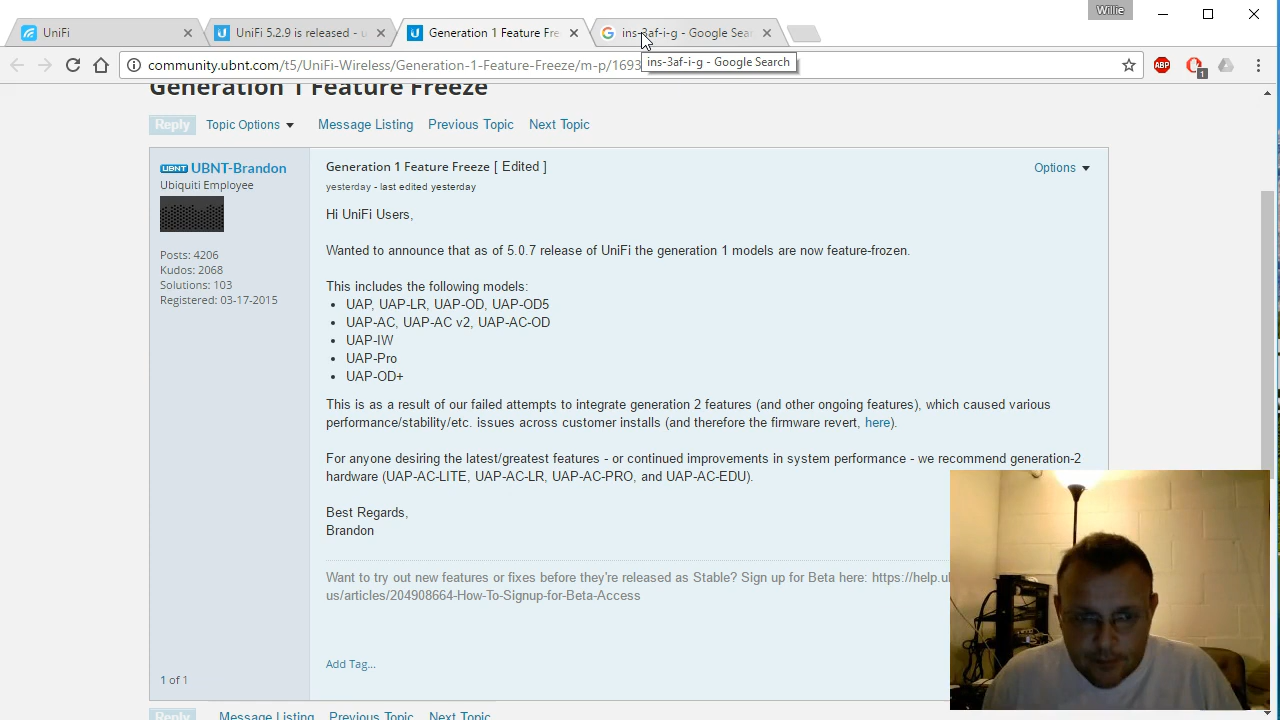 Willie
UniFi
UniFi 5.2.9 is released - u
Generation 1 Feature Fre
ins-3af-i-g - Google Sear
community.ubnt.com/t5/UniFi-Wireless/Generation-1-Feature-Freeze/m-p/1693
ins-3af-i-g - Google Search
ABP
1
Generation 1 Feature Freeze
Reply Topic Options Message Listing Previous Topic Next Topic
UBNT UBNT-Brandon
Ubiquiti Employee
Posts: 4206
Kudos: 2068
Solutions: 103
Registered: 03-17-2015
1 of 1
Generation 1 Feature Freeze [ Edited ]
Options
yesterday - last edited yesterday
Hi UniFi Users,
Wanted to announce that as of 5.0.7 release of UniFi the generation 1 models are now feature-frozen.
This includes the following models:
• UAP, UAP-LR, UAP-OD, UAP-OD5
• UAP-AC, UAP-AC v2, UAP-AC-OD
• UAP-IW
• UAP-Pro
• UAP-OD+
This is as a result of our failed attempts to integrate generation 2 features (and other ongoing features), which caused various
performance/stability/etc. issues across customer installs (and therefore the firmware revert, here).
For anyone desiring the latest/greatest features - or continued improvements in system performance - we recommend generation-2
hardware (UAP-AC-LITE, UAP-AC-LR, UAP-AC-PRO, and UAP-AC-EDU).
Best Regards,
Brandon
Want to try out new features or fixes before they're released as Stable? Sign up for Beta here: https://help.ul
us/articles/204908664-How-To-Signup-for-Beta-Access
Add Tag...
Reply Message Listing Previous Topic Next Topic